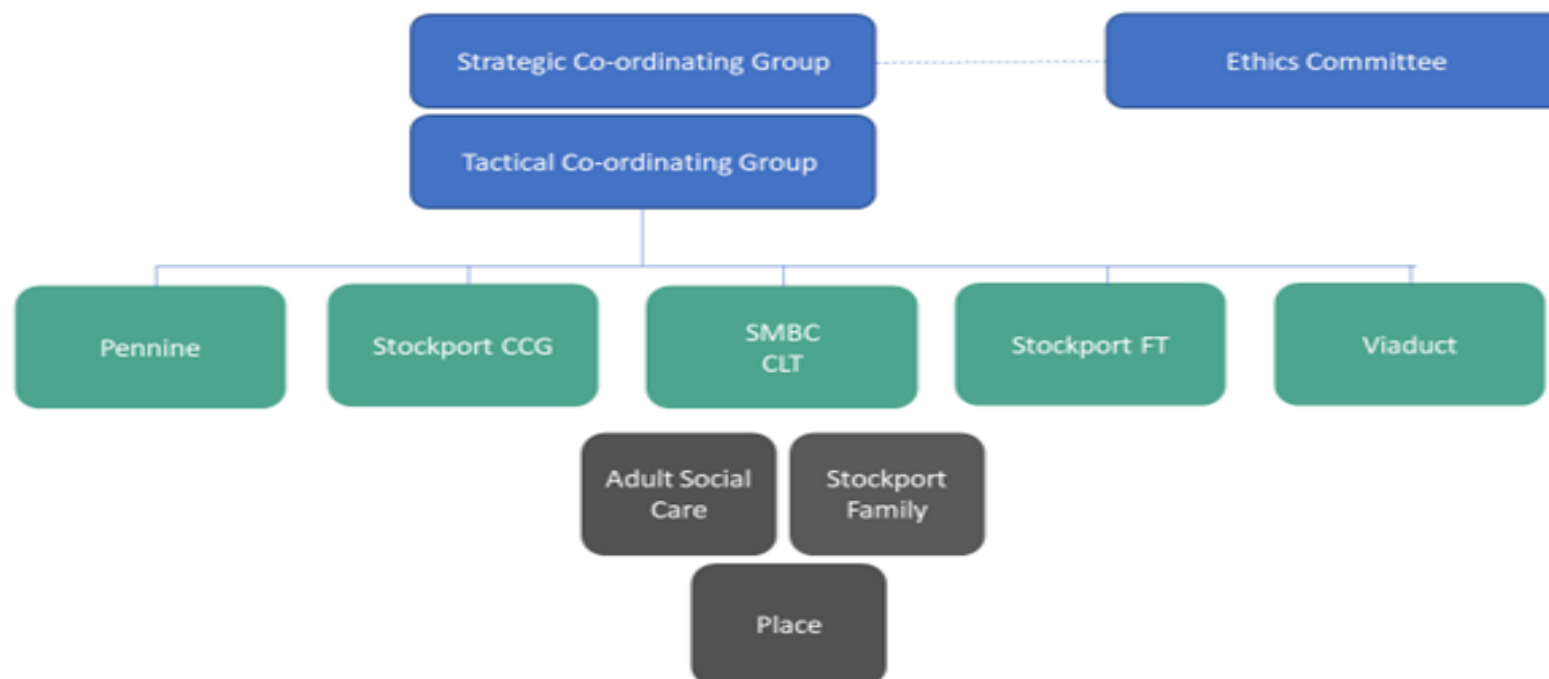 Strategic Co-ordinating Group
Ethics Committee
Tactical Co-ordinating Group
Pennine
Stockport CCG
SMBC
CLT
Stockport FT
Viaduct
Adult Social
Care
Stockport
Family
Place